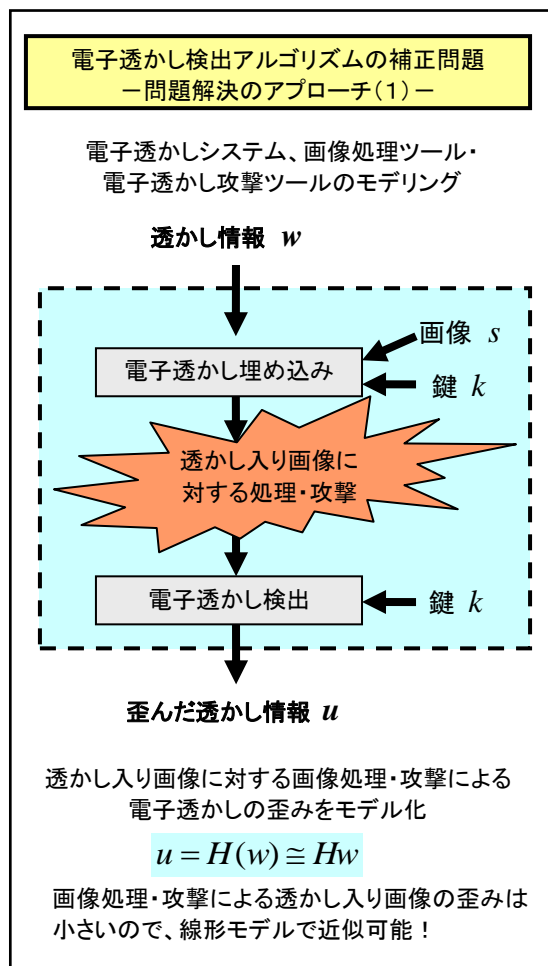 電子透かし検出アルゴリズムの補正問題
－問題解決のアプローチ（１）－
電子透かしシステム、画像処理ツール・
電子透かし攻撃ツールのモデリング
透かし情報 w
画像 s
電子透かし埋め込み
鍵 k
透かし入り画像に
対する処理・攻撃
電子透かし検出
鍵 k
歪んだ透かし情報 u
透かし入り画像に対する画像処理・攻撃による
電子透かしの歪みをモデル化
u = H(w) ≅ Hw
画像処理・攻撃による透かし入り画像の歪みは
小さいので、線形モデルで近似可能！